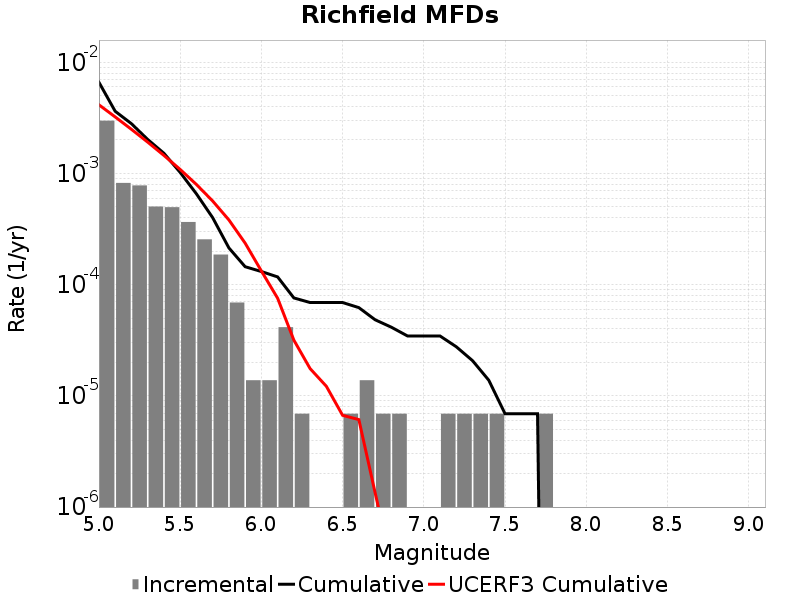 Richfield MFDs
10-2
10-3
10-4
10-5
10-6
Rate (1/yr)
5.0 5.5 6.0 6.5 7.0 7.5 8.0 8.5 9.0
Magnitude
Incremental Cumulative UCERF3 Cumulative